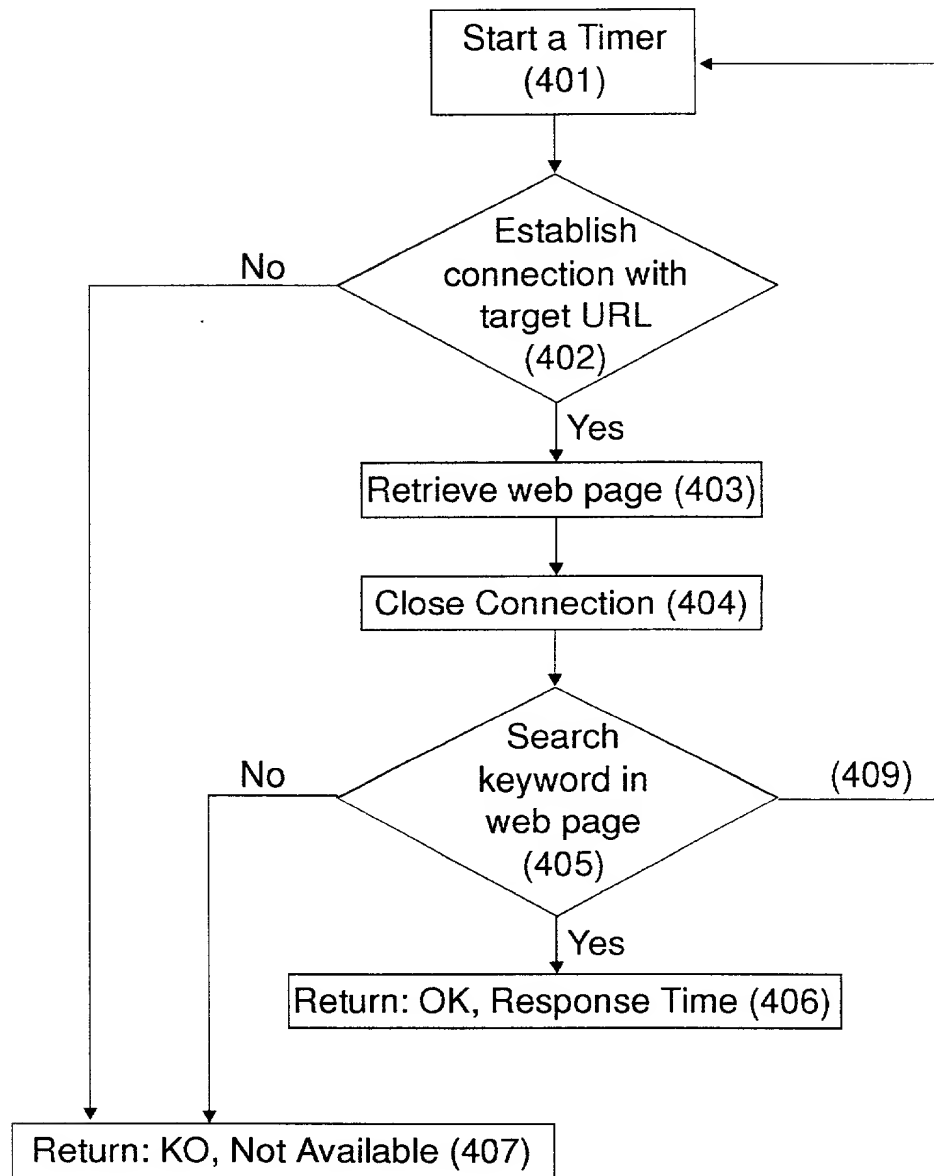 Start a Timer
(401)
Establish
connection with
target URL
(402)
No
Yes
Retrieve web page (403)
Close Connection (404)
Search
keyword in
web page
(405)
No
(409)
Yes
Return: OK, Response Time (406)
Return: KO, Not Available (407)